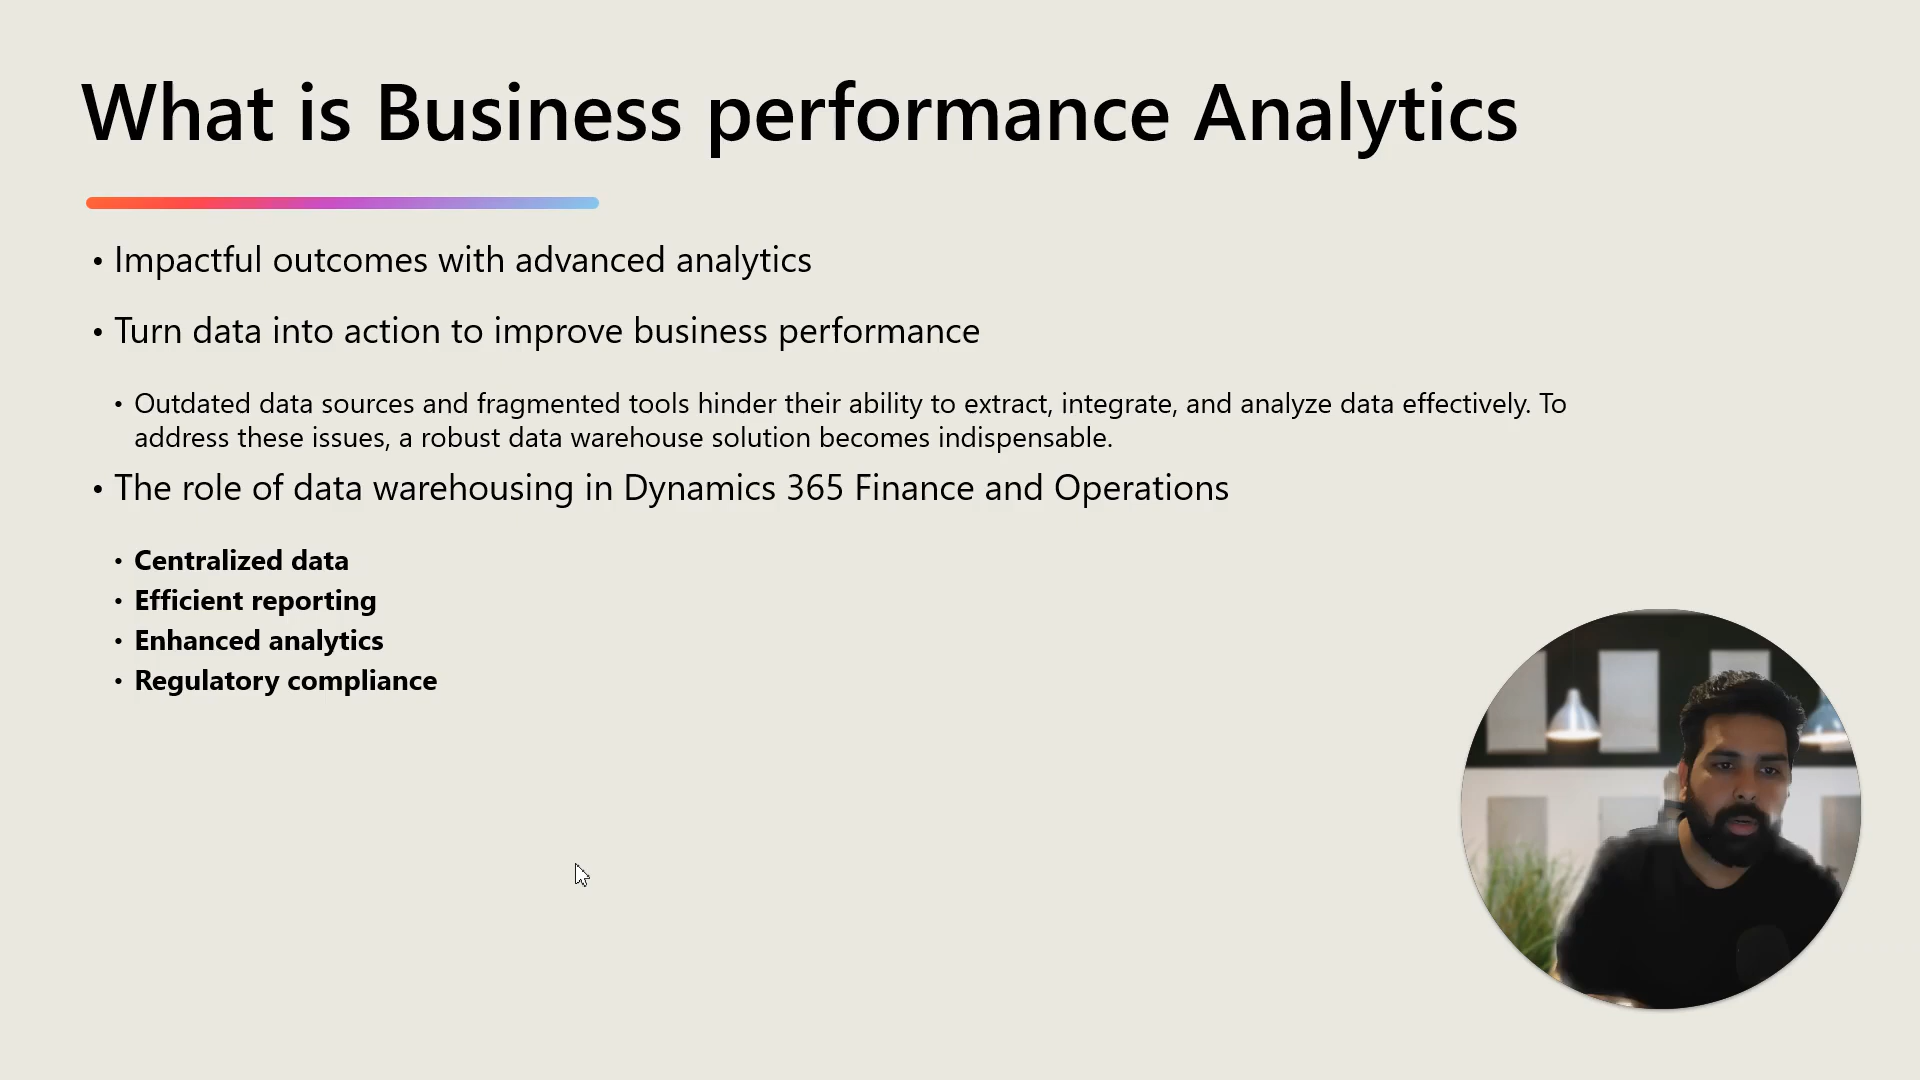 What is Business performance Analytics
• Impactful outcomes with advanced analytics
• Turn data into action to improve business performance
• Outdated data sources and fragmented tools hinder their ability to extract, integrate, and analyze data effectively. To
address these issues, a robust data warehouse solution becomes indispensable.
• The role of data warehousing in Dynamics 365 Finance and Operations
• Centralized data
• Efficient reporting
• Enhanced analytics
• Regulatory compliance